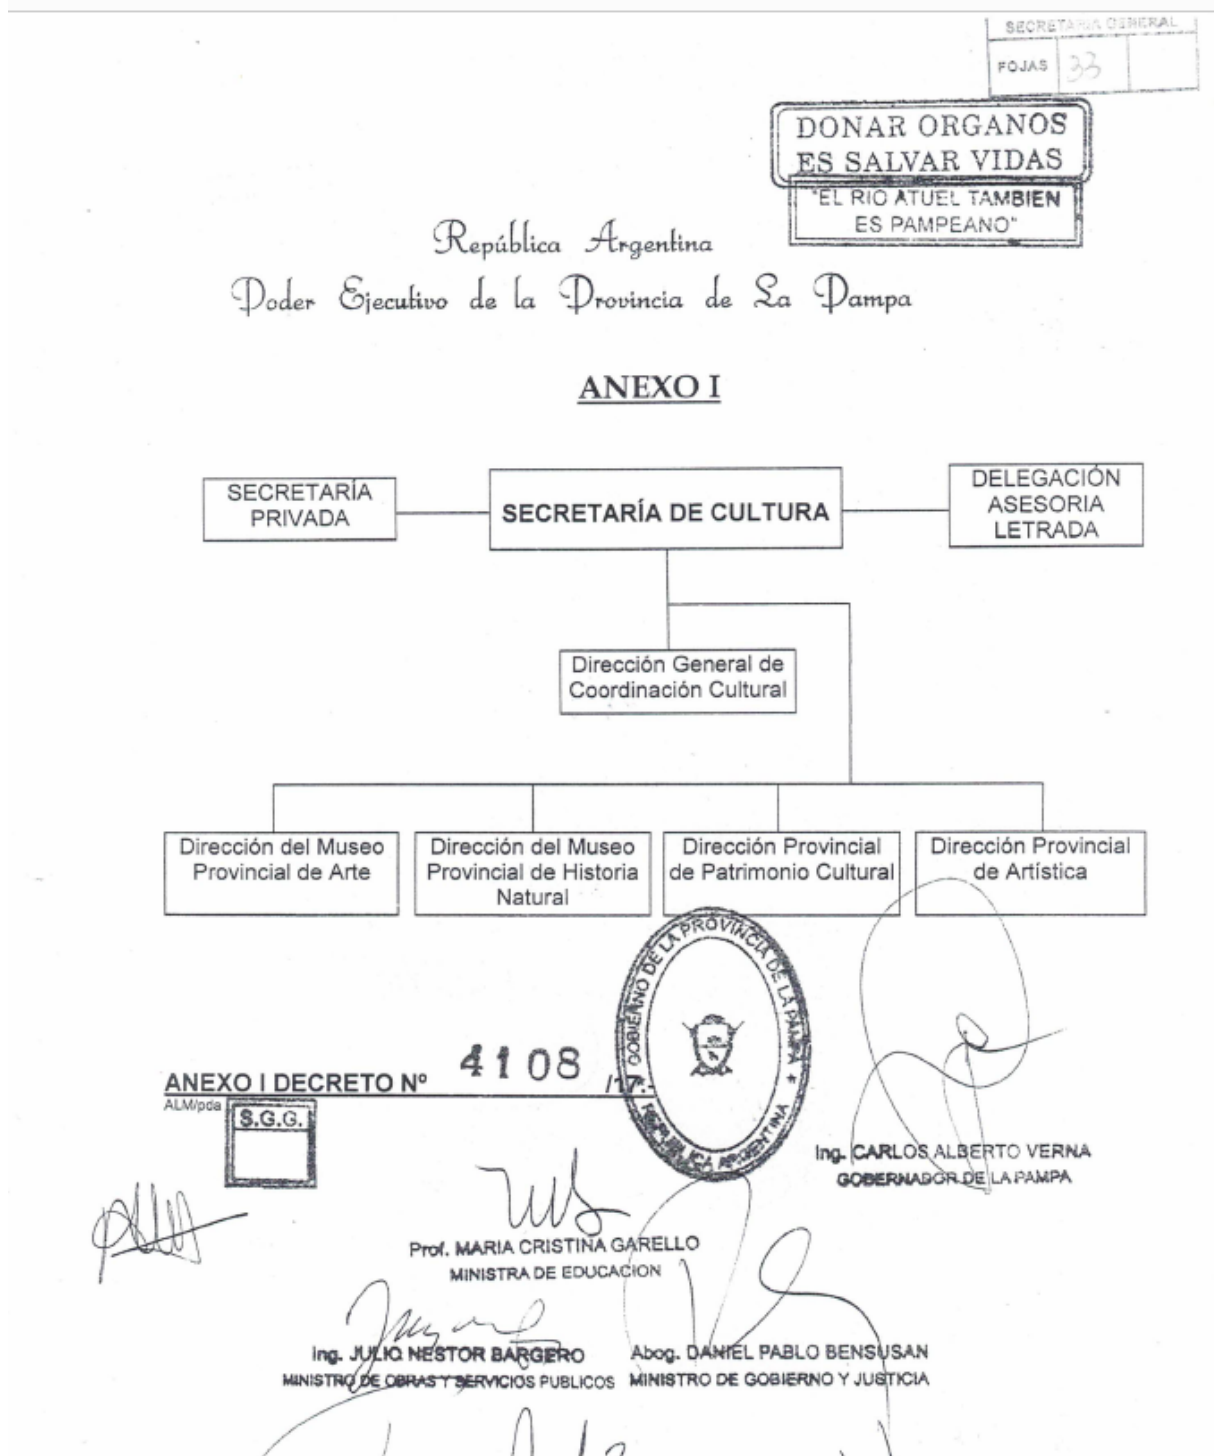 SECRETARIA GENERAL
FOJAS 33
DONAR ORGANOS
ES SALVAR VIDAS
"EL RIO ATUEL TAMBIEN
ES PAMPEANO"
República Argentina
Poder Ejecutivo de la Provincia de La Pampa
ANEXO I
SECRETARÍA
PRIVADA
SECRETARÍA DE CULTURA
DELEGACIÓN
ASESORIA
LETRADA
Dirección General de
Coordinación Cultural
Dirección del Museo
Provincial de Arte
Dirección del Museo
Provincial de Historia
Natural
Dirección Provincial
de Patrimonio Cultural
Dirección Provincial
de Artística
GOBIERNO DE LA PROVINCIA DE LA PAMPA
REPUBLICA ARGENTINA
ANEXO I DECRETO Nº 4108 /17.-
ALM/pda
S.G.G.
Ing. CARLOS ALBERTO VERNA
GOBERNADOR DE LA PAMPA
Prof. MARIA CRISTINA GARELLO
MINISTRA DE EDUCACION
Ing. JULIO NESTOR BARGERO
MINISTRO DE OBRAS Y SERVICIOS PUBLICOS
Abog. DANIEL PABLO BENSUSAN
MINISTRO DE GOBIERNO Y JUSTICIA